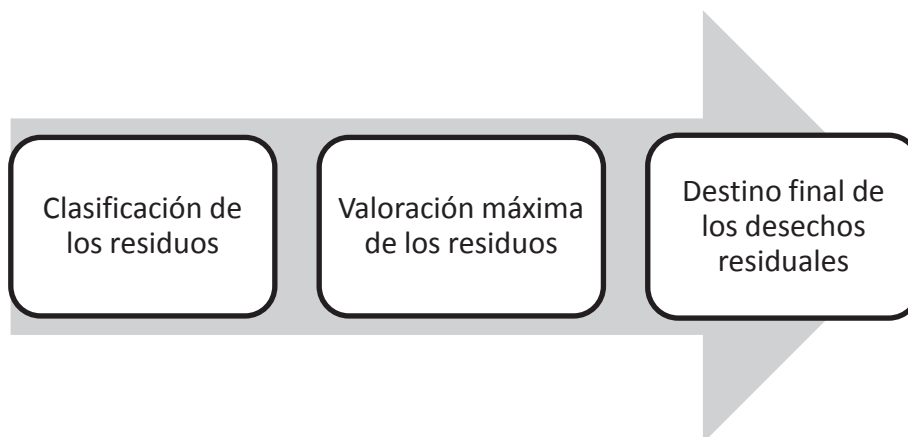 Clasificación de
los residuos
Valoración máxima
de los residuos
Destino final de
los desechos
residuales